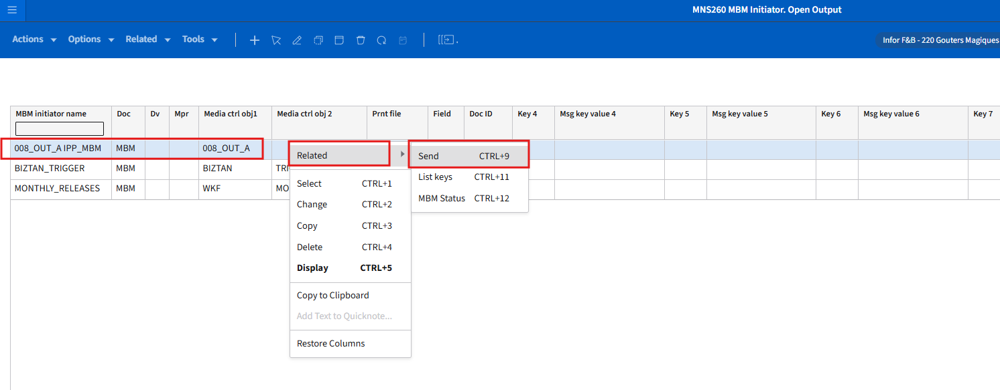 MNS260 MBM Initiator. Open Output
Actions Options Related Tools
Infor F&B - 220 Gouters Magiques
MBM initiator name Doc Dv Mpr Media ctrl obj1 Media ctrl obj 2 Prnt file Field Doc ID Key 4 Msg key value 4 Key 5 Msg key value 5 Key 6 Msg key value 6 Key 7
008_OUT_A IPP_MBM MBM 008_OUT_A
BIZTAN_TRIGGER MBM BIZTAN
MONTHLY_RELEASES MBM WKF MO
Related
Select CTRL+1
Change CTRL+2
Copy CTRL+3
Delete CTRL+4
Display CTRL+5
Copy to Clipboard
Add Text to Quicknote...
Restore Columns
Send CTRL+9
List keys CTRL+11
MBM Status CTRL+12